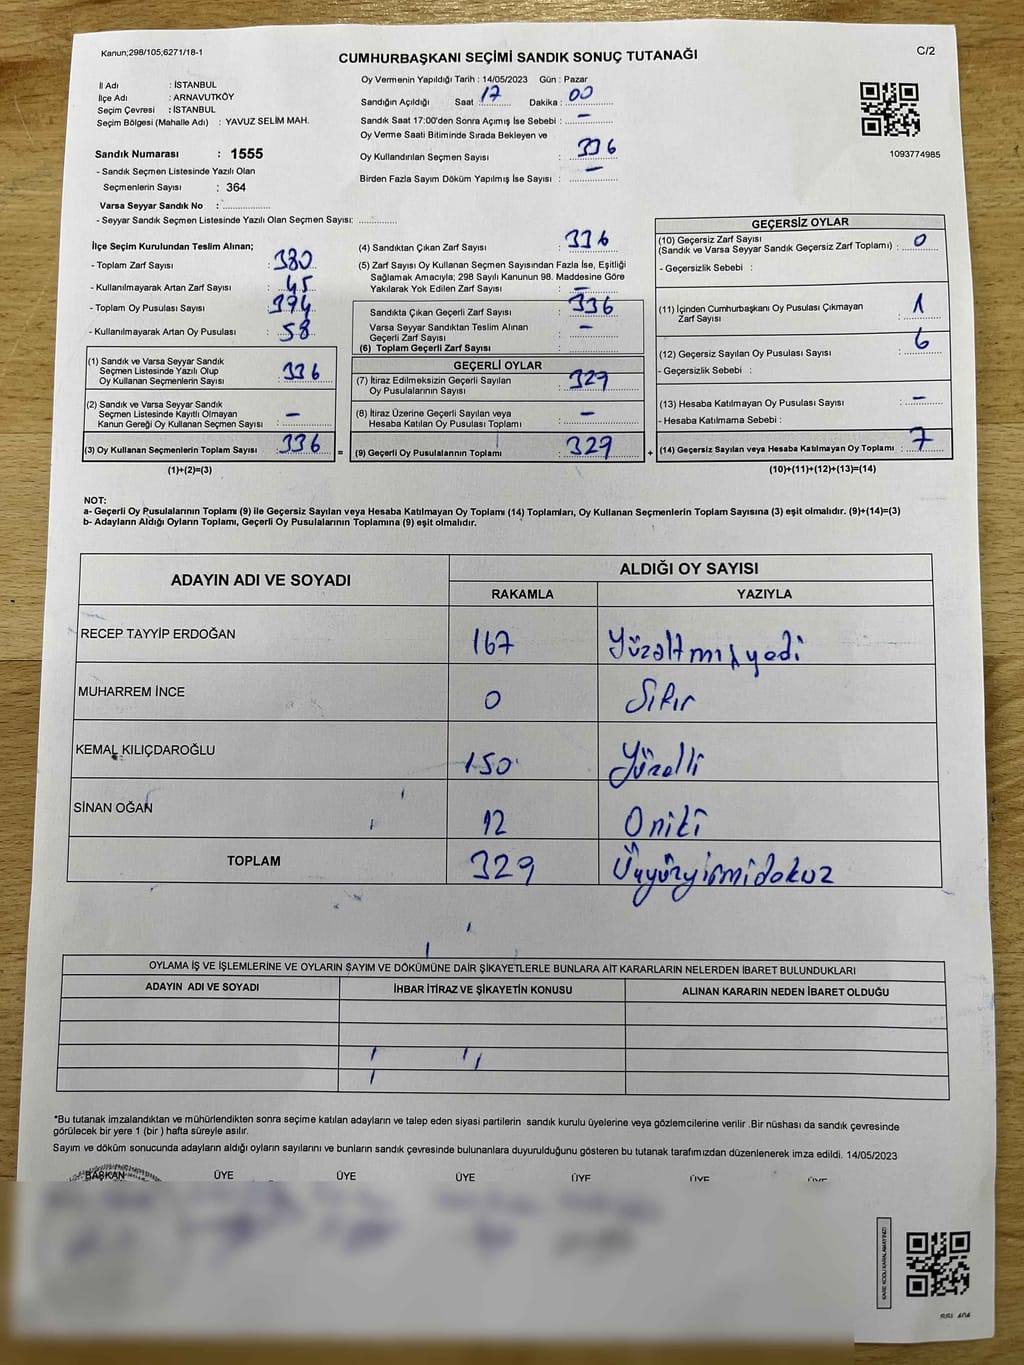 Kanun;298/105,6271/18-1
CUMHURBAŞKANI SEÇİMİ SANDIK SONUÇ TUTANAĞI
C/2
İl Adı : İSTANBUL
İlçe Adı : ARNAVUTKÖY
Seçim Çevresi : İSTANBUL
Seçim Bölgesi (Mahalle Adı) : YAVUZ SELİM MAH.
Sandık Numarası : 1555
- Sandık Seçmen Listesinde Yazılı Olan
Seçmenlerin Sayısı : 364
Varsa Seyyar Sandık No :
- Seyyar Sandık Seçmen Listesinde Yazılı Olan Seçmen Sayısı:
Oy Vermenin Yapıldığı Tarih : 14/05/2023 Gün : Pazar
Sandığın Açıldığı Saat : 17 Dakika : 00
Sandık Saat 17:00'den Sonra Açımış İse Sebebi : -
Oy Verme Saati Bitiminde Sırada Bekleyen ve
Oy Kullandırılan Seçmen Sayısı : 336
Birden Fazla Sayım Döküm Yapılmış İse Sayısı : -
1093774985
İlçe Seçim Kurulundan Teslim Alınan;
- Toplam Zarf Sayısı : 380
- Kullanılmayarak Artan Zarf Sayısı : 45
- Toplam Oy Pusulası Sayısı : 394
- Kullanılmayarak Artan Oy Pusulası : 58
(1) Sandık ve Varsa Seyyar Sandık
Seçmen Listesinde Yazılı Olup
Oy Kullanan Seçmenlerin Sayısı : 336
(2) Sandık ve Varsa Seyyar Sandık
Seçmen Listesinde Kayıtlı Olmayan
Kanun Gereği Oy Kullanan Seçmen Sayısı : -
(3) Oy Kullanan Seçmenlerin Toplam Sayısı : 336 =
(1)+(2)=(3)
(4) Sandıktan Çıkan Zarf Sayısı : 336
(5) Zarf Sayısı Oy Kullanan Seçmen Sayısından Fazla İse, Eşitliği
Sağlamak Amacıyla; 298 Sayılı Kanunun 98. Maddesine Göre
Yakılarak Yok Edilen Zarf Sayısı : -
Sandıkta Çıkan Geçerli Zarf Sayısı : 336
Varsa Seyyar Sandıktan Teslim Alınan
Geçerli Zarf Sayısı : -
(6) Toplam Geçerli Zarf Sayısı :
GEÇERLİ OYLAR
(7) İtiraz Edilmeksizin Geçerli Sayılan
Oy Pusulalarının Sayısı : 329
(8) İtiraz Üzerine Geçerli Sayılan veya
Hesaba Katılan Oy Pusulaları Toplamı : -
(9) Geçerli Oy Pusulalarının Toplamı : 329 +
GEÇERSİZ OYLAR
(10) Geçersiz Zarf Sayısı
(Sandık ve Varsa Seyyar Sandık Geçersiz Zarf Toplamı) : 0
- Geçersizlik Sebebi :
(11) İçinden Cumhurbaşkanı Oy Pusulası Çıkmayan
Zarf Sayısı : 1
(12) Geçersiz Sayılan Oy Pusulası Sayısı : 6
- Geçersizlik Sebebi :
(13) Hesaba Katılmayan Oy Pusulası Sayısı : -
- Hesaba Katılmama Sebebi :
(14) Geçersiz Sayılan veya Hesaba Katılmayan Oy Toplamı : 7
(10)+(11)+(12)+(13)=(14)
NOT:
a- Geçerli Oy Pusulalarının Toplamı (9) ile Geçersiz Sayılan veya Hesaba Katılmayan Oy Toplamı (14) Toplamları, Oy Kullanan Seçmenlerin Toplam Sayısına (3) eşit olmalıdır. (9)+(14)=(3)
b- Adayların Aldığı Oyların Toplamı, Geçerli Oy Pusulalarının Toplamına (9) eşit olmalıdır.
ADAYIN ADI VE SOYADI ALDIĞI OY SAYISI
RAKAMLA YAZIYLA
RECEP TAYYİP ERDOĞAN 167 Yüzaltmışyedi
MUHARREM İNCE 0 Sıfır
KEMAL KILIÇDAROĞLU 150 Yüzelli
SİNAN OĞAN 12 Oniki
TOPLAM 329 Üçyüzyirmidokuz
OYLAMA İŞ VE İŞLEMLERİNE VE OYLARIN SAYIM VE DÖKÜMÜNE DAİR ŞİKAYETLERLE BUNLARA AİT KARARLARIN NELERDEN İBARET BULUNDUKLARI
ADAYIN ADI VE SOYADI İHBAR İTİRAZ VE ŞİKAYETİN KONUSU ALINAN KARARIN NEDEN İBARET OLDUĞU
*Bu tutanak imzalandıktan ve mühürlendikten sonra seçime katılan adayların ve talep eden siyasi partilerin sandık kurulu üyelerine veya gözlemcilerine verilir .Bir nüshası da sandık çevresinde
görülecek bir yere 1 (bir ) hafta süreyle asılır.
Sayım ve döküm sonucunda adayların aldığı oyların sayılarını ve bunların sandık çevresinde bulunanlara duyurulduğunu gösteren bu tutanak tarafımızdan düzenlenerek imza edildi. 14/05/2023
BAŞKAN ÜYE ÜYE ÜYE ÜYE ÜYE ÜYE
KARE KODU KARALAMAYINIZ!